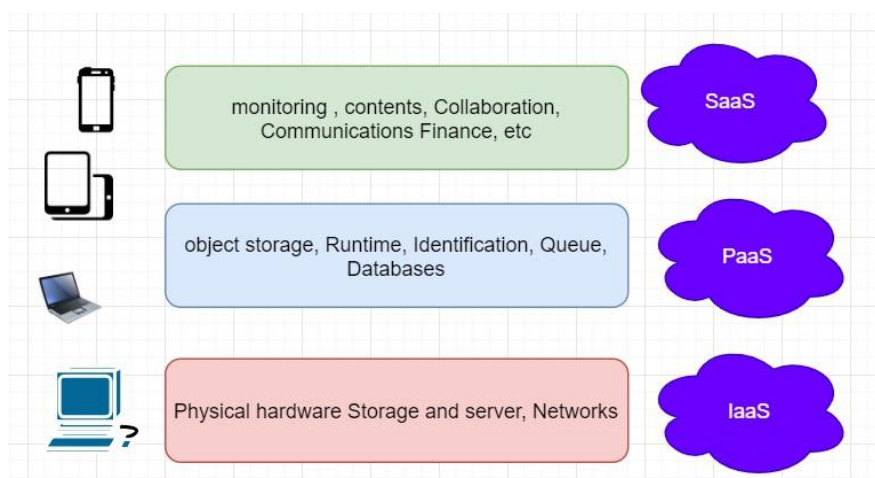 monitoring , contents, Collaboration,
Communications Finance, etc
SaaS
object storage, Runtime, Identification, Queue,
Databases
PaaS
Physical hardware Storage and server, Networks
IaaS
?